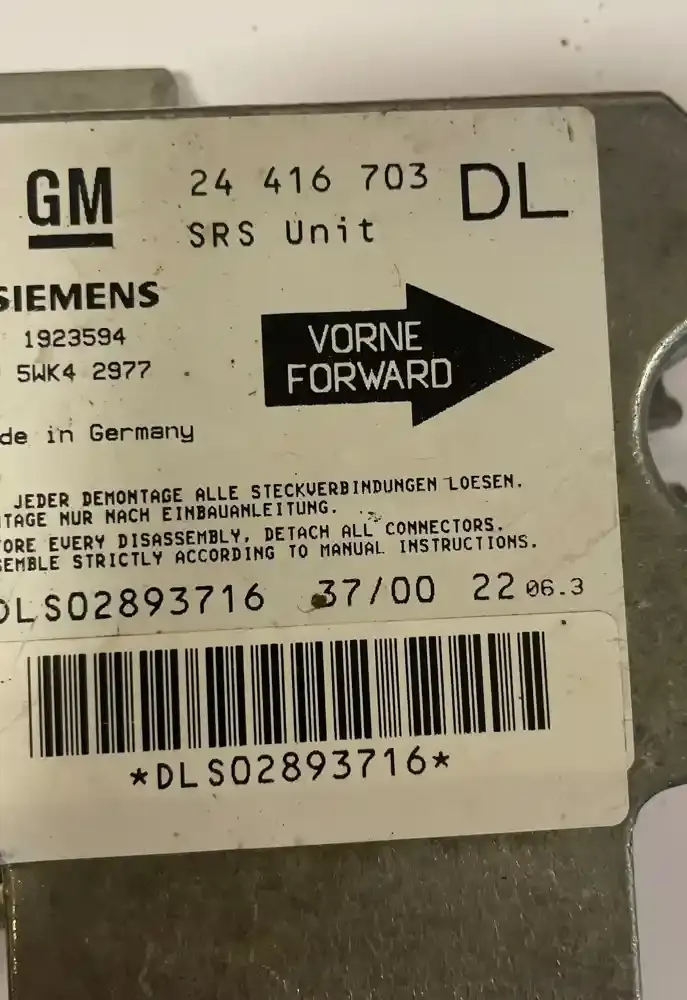 GM 24 416 703 DL
SRS Unit
SIEMENS
1923594
5WK4 2977
VORNE
FORWARD
de in Germany
JEDER DEMONTAGE ALLE STECKVERBINDUNGEN LOESEN.
TAGE NUR NACH EINBAUANLEITUNG.
ORE EVERY DISASSEMBLY, DETACH ALL CONNECTORS.
EMBLE STRICTLY ACCORDING TO MANUAL INSTRUCTIONS.
DLS02893716 37/00 22 06.3
*DLS02893716*